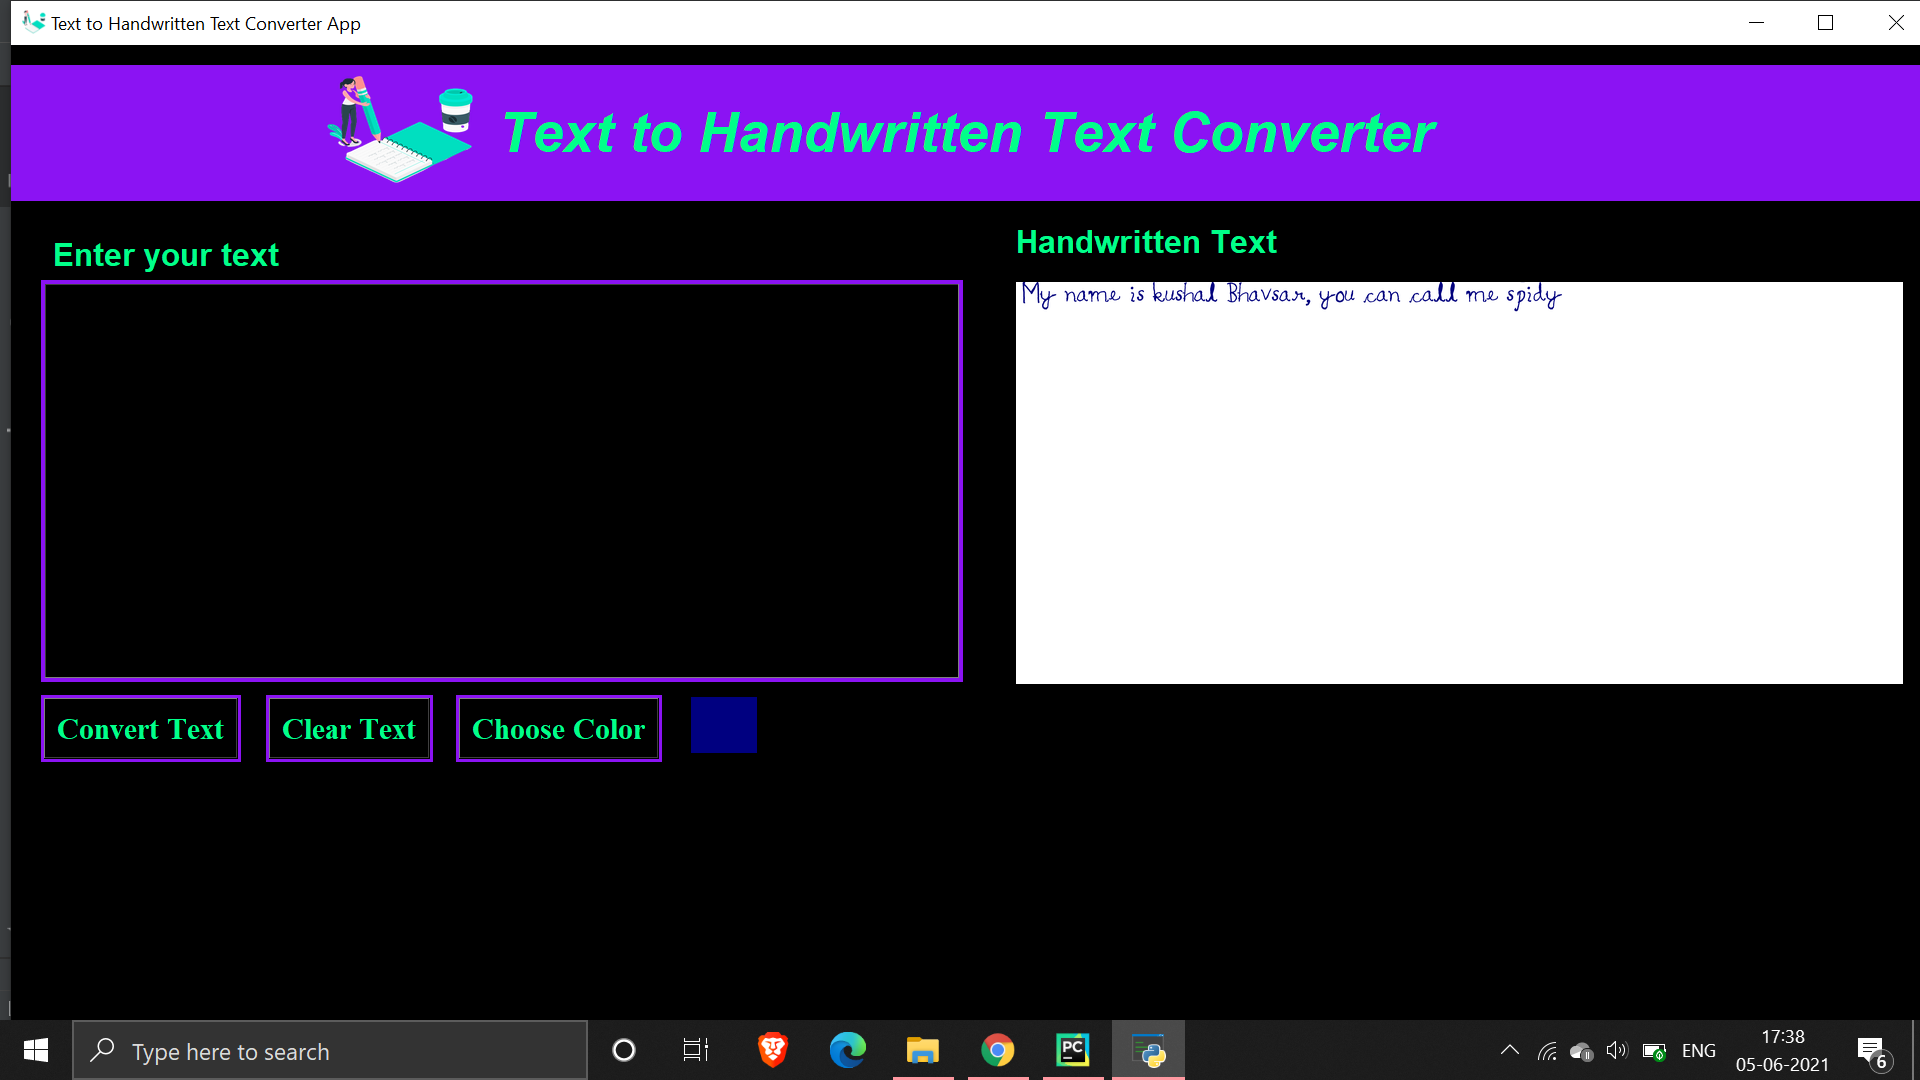 Text to Handwritten Text Converter App
Text to Handwritten Text Converter
Enter your text
Handwritten Text
My name is kushal Bhavsar, you can call me spidy
Convert Text
Clear Text
Choose Color
Type here to search
PC
ENG
17:38
05-06-2021
6